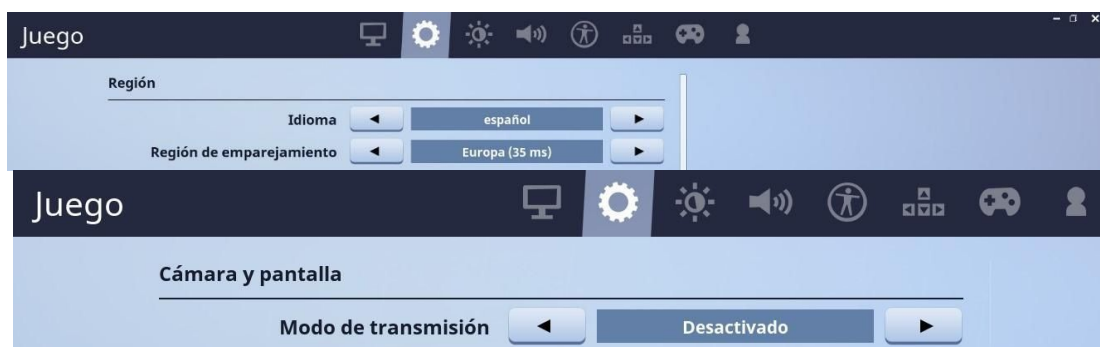 Juego
Región
Idioma español
Región de emparejamiento Europa (35 ms)
Juego
Cámara y pantalla
Modo de transmisión Desactivado